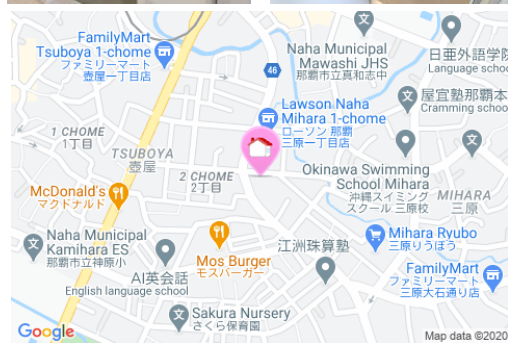 FamilyMart
Tsuboya 1-chome
ファミリーマート
壺屋一丁目店
Naha Municipal
Mawashi JHS
那覇市立真和志中
日亜外語学院
Language schoo
46
Lawson Naha
Mihara 1-chome
ローソン 那覇
三原一丁目店
屋宜塾那覇本
Cramming schoo
1 CHOME
1丁目
TSUBOYA
壺屋
2 CHOME
2丁目
Okinawa Swimming
School Mihara
沖縄スイミング
スクール 三原校
MIHARA
三原
McDonald's
マクドナルド
Naha Municipal
Kamihara ES
那覇市立神原小
Mos Burger
モスバーガー
江洲珠算塾
Mihara Ryubo
三原りうぼう
AI英会話
English language school
FamilyMart
ファミリーマート
三原大石通り店
Sakura Nursery
さくら保育園
Google
Map data ©2020